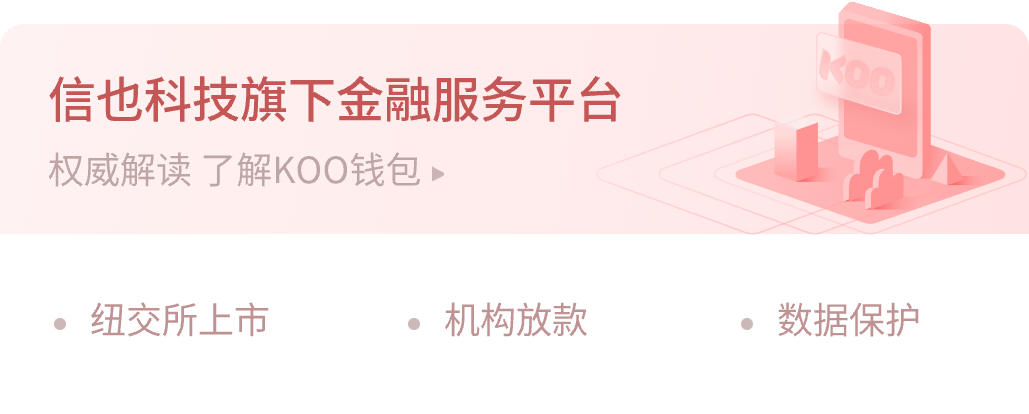 信也科技旗下金融服务平台
KOO
权威解读 了解KOO钱包
纽交所上市
机构放款
数据保护